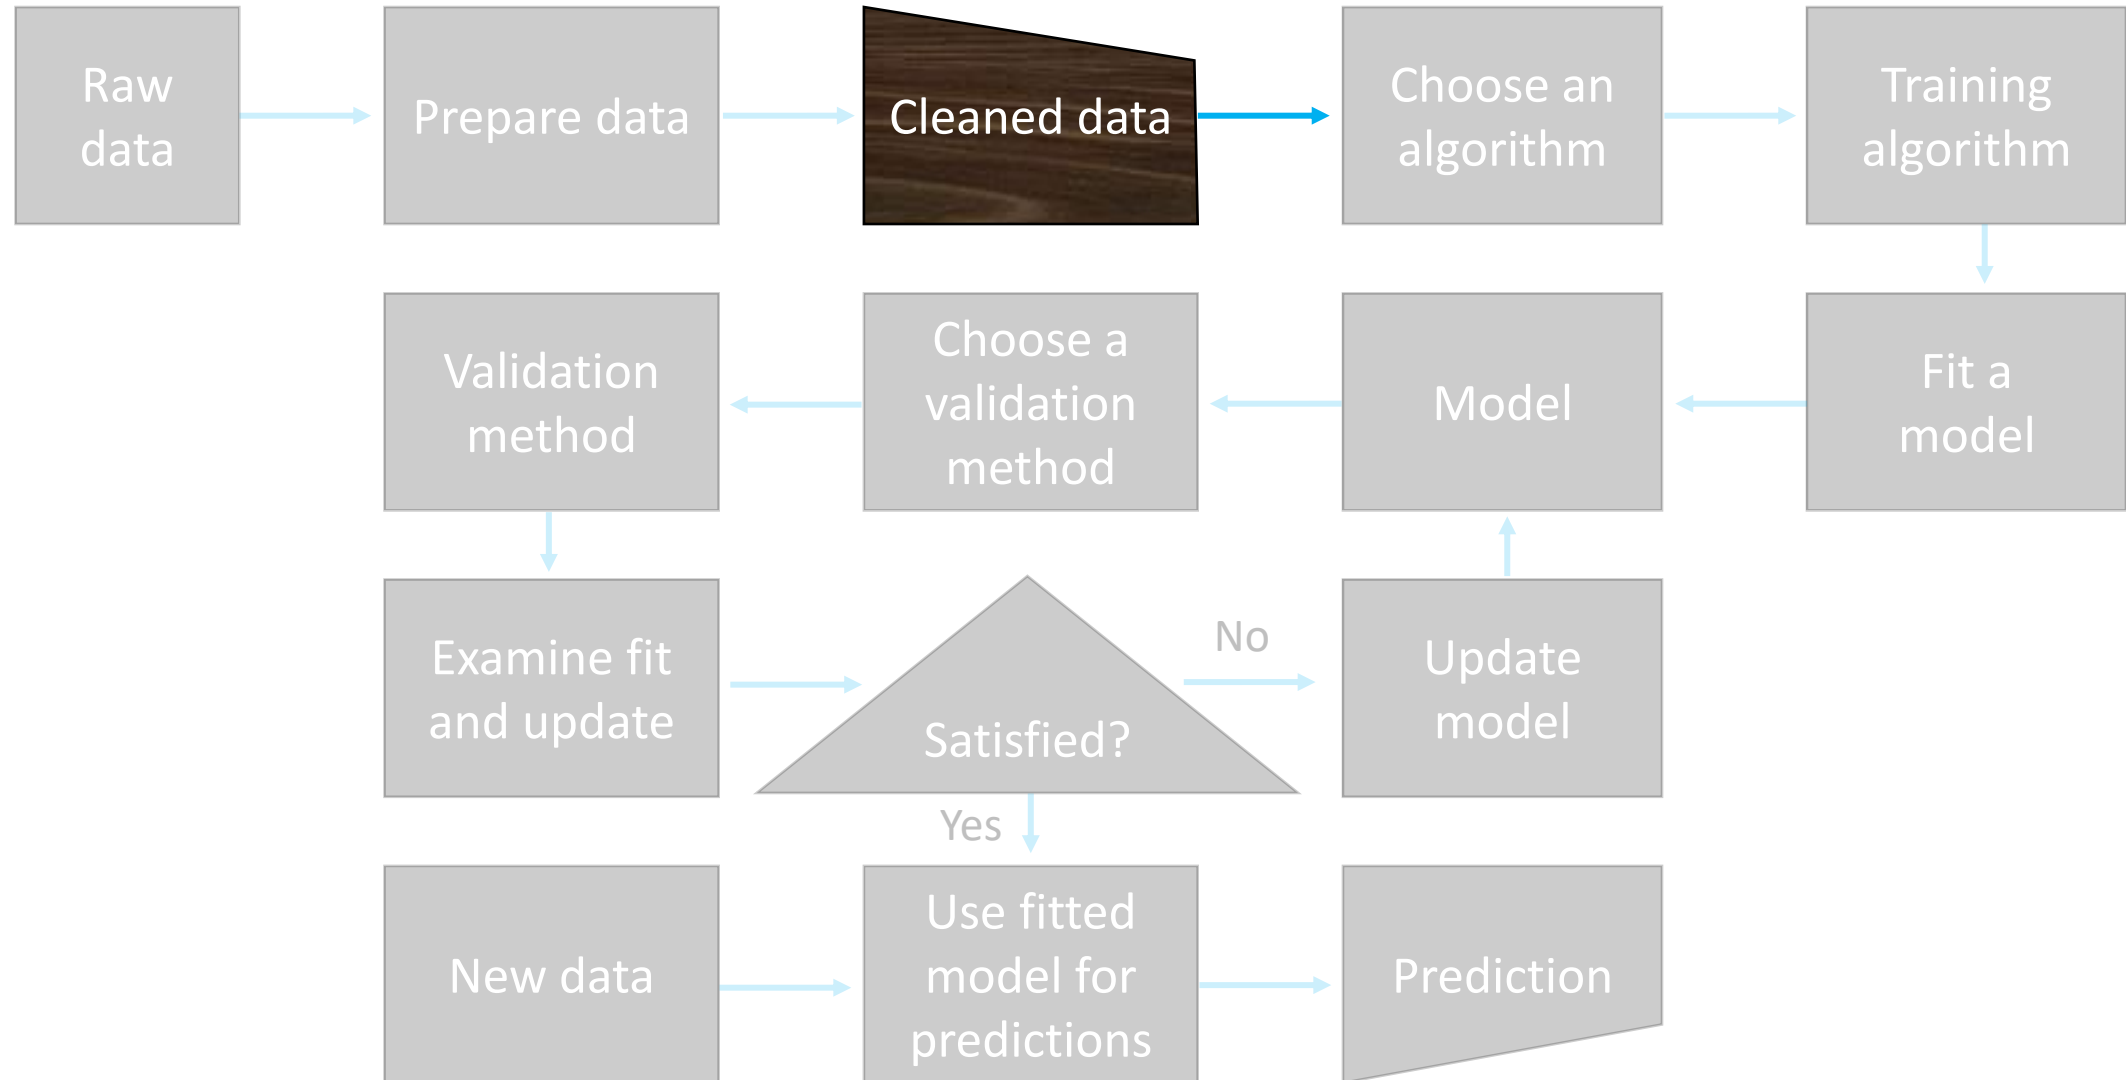 Raw
data
Prepare data
Cleaned data
Choose an
algorithm
Training
algorithm
Validation
method
Choose a
validation
method
Model
Fit a
model
Examine fit
and update
Satisfied?
No
Update
model
Yes
New data
Use fitted
model for
predictions
Prediction